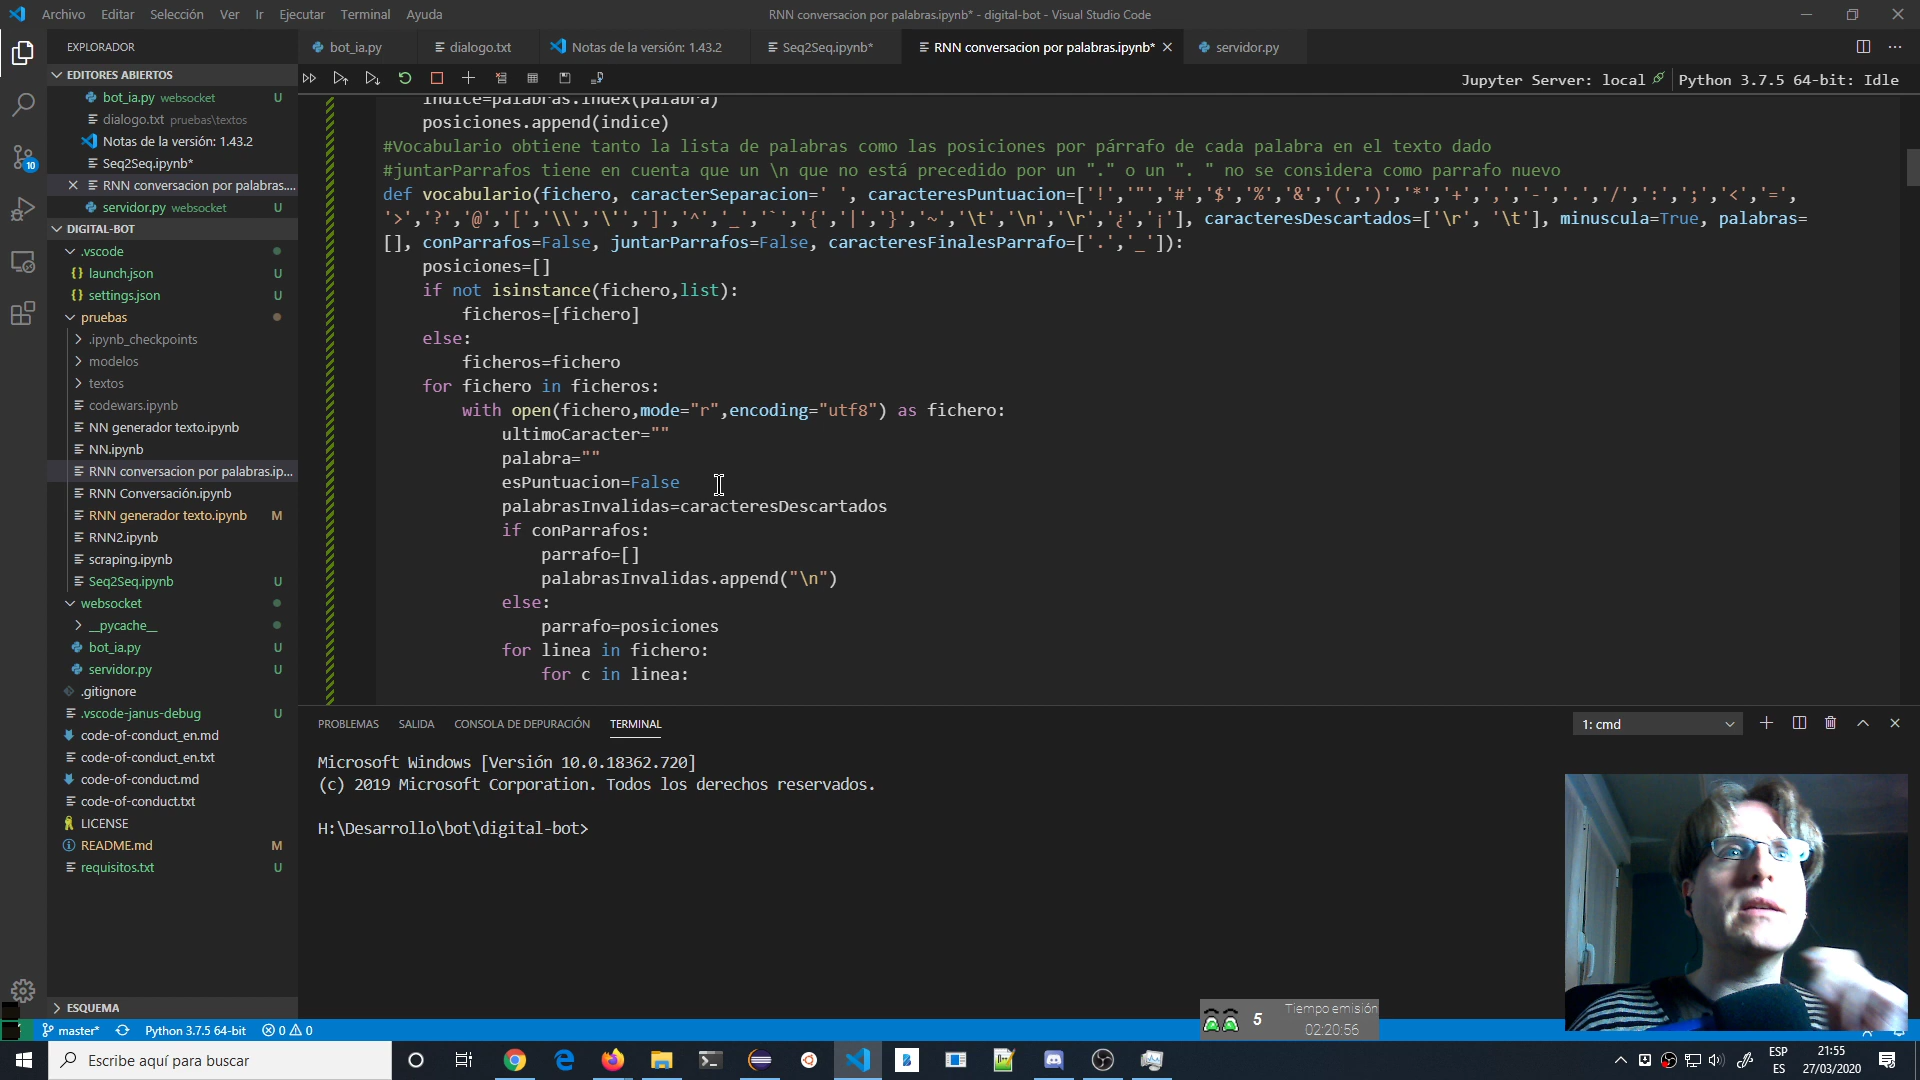 Archivo Editar Selección Ver Ir Ejecutar Terminal Ayuda
RNN conversacion por palabras.ipynb* - digital-bot - Visual Studio Code
EXPLORADOR
EDITORES ABIERTOS
bot_ia.py websocket U
dialogo.txt pruebas\textos
Notas de la versión: 1.43.2
Seq2Seq.ipynb*
RNN conversacion por palabras....
servidor.py websocket U
DIGITAL-BOT
.vscode
launch.json U
settings.json U
pruebas
.ipynb_checkpoints
modelos
textos
codewars.ipynb
NN generador texto.ipynb
NN.ipynb
RNN conversacion por palabras.ip...
RNN Conversación.ipynb
RNN generador texto.ipynb M
RNN2.ipynb
scraping.ipynb
Seq2Seq.ipynb U
websocket
__pycache__
bot_ia.py U
servidor.py U
.gitignore
.vscode-janus-debug U
code-of-conduct_en.md
code-of-conduct_en.txt
code-of-conduct.md
code-of-conduct.txt
LICENSE
README.md M
requisitos.txt U
ESQUEMA
10
bot_ia.py dialogo.txt Notas de la versión: 1.43.2 Seq2Seq.ipynb* RNN conversacion por palabras.ipynb* servidor.py
Jupyter Server: local Python 3.7.5 64-bit: Idle
indice=palabras.index(palabra)
posiciones.append(indice)
#Vocabulario obtiene tanto la lista de palabras como las posiciones por párrafo de cada palabra en el texto dado
#juntarParrafos tiene en cuenta que un \n que no está precedido por un "." o un ". " no se considera como parrafo nuevo
def vocabulario(fichero, caracterSeparacion=' ', caracteresPuntuacion=['!','"','#','$','%','&','(',')','*','+',',','-','.','/',':',';','<','=',
'>','?','@','[','\\','\'',']','^','_','`','{','|','}','~','\t','\n','\r','¿','¡'], caracteresDescartados=['\r', '\t'], minuscula=True, palabras=
[], conParrafos=False, juntarParrafos=False, caracteresFinalesParrafo=['.','_']):
posiciones=[]
if not isinstance(fichero,list):
ficheros=[fichero]
else:
ficheros=fichero
for fichero in ficheros:
with open(fichero,mode="r",encoding="utf8") as fichero:
ultimoCaracter=""
palabra=""
esPuntuacion=False
palabrasInvalidas=caracteresDescartados
if conParrafos:
parrafo=[]
palabrasInvalidas.append("\n")
else:
parrafo=posiciones
for linea in fichero:
for c in linea:
PROBLEMAS SALIDA CONSOLA DE DEPURACIÓN TERMINAL
1: cmd
Microsoft Windows [Versión 10.0.18362.720]
(c) 2019 Microsoft Corporation. Todos los derechos reservados.
H:\Desarrollo\bot\digital-bot>
5 Tiempo emisión
02:20:56
master* Python 3.7.5 64-bit 0 0
Escribe aquí para buscar
ESP
ES
21:55
27/03/2020